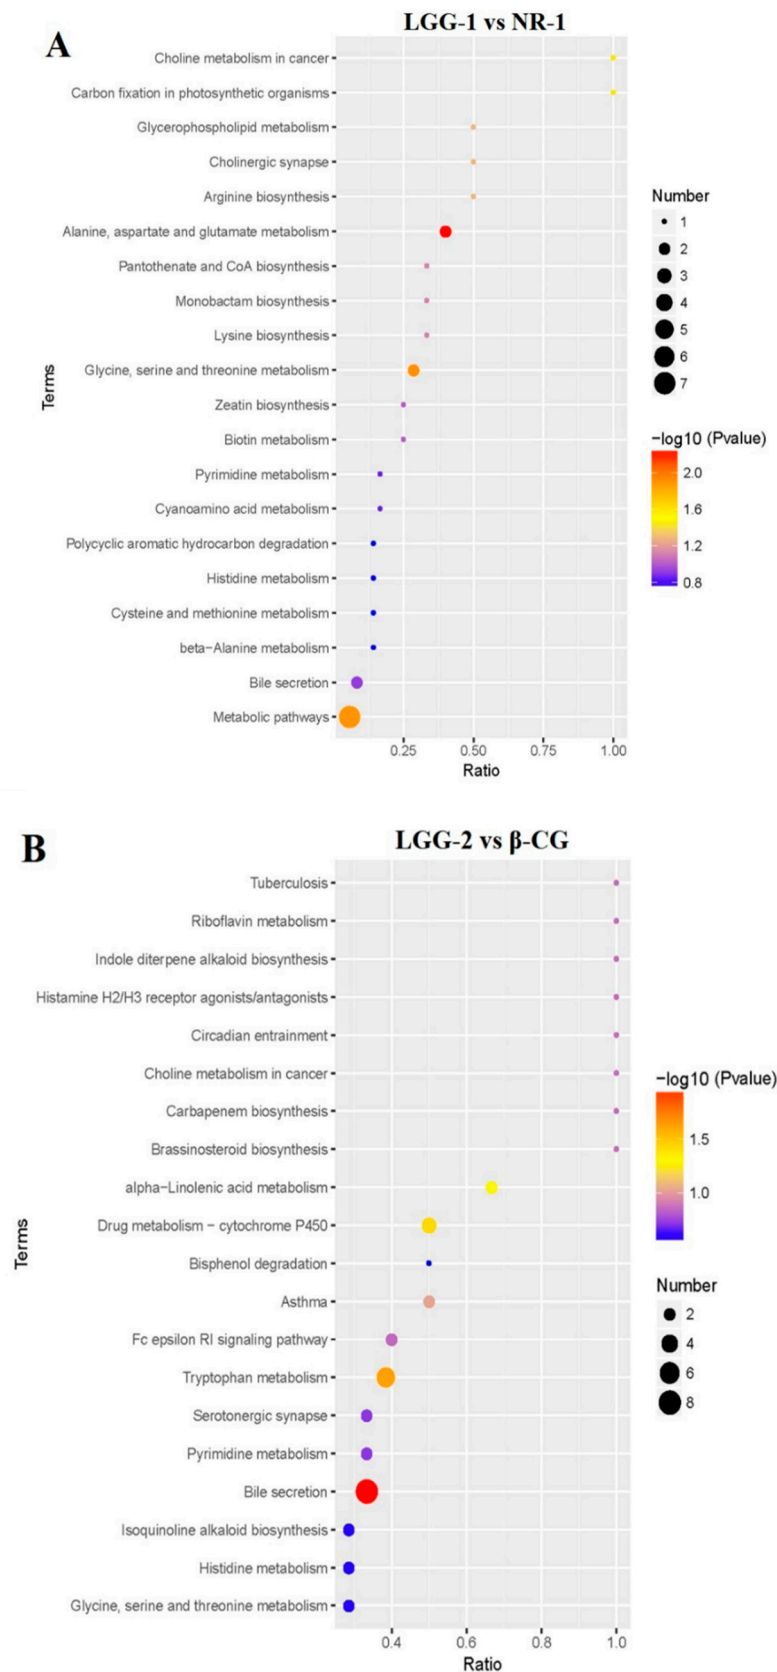 A
LGG-1 vs NR-1
Choline metabolism in cancer
Carbon fixation in photosynthetic organisms
Glycerophospholipid metabolism
Cholinergic synapse
Arginine biosynthesis
Alanine, aspartate and glutamate metabolism
Pantothenate and CoA biosynthesis
Monobactam biosynthesis
Lysine biosynthesis
Glycine, serine and threonine metabolism
Zeatin biosynthesis
Biotin metabolism
Pyrimidine metabolism
Cyanoamino acid metabolism
Polycyclic aromatic hydrocarbon degradation
Histidine metabolism
Cysteine and methionine metabolism
beta−Alanine metabolism
Bile secretion
Metabolic pathways
Terms
0.25 0.50 0.75 1.00
Ratio
Number
1
2
3
4
5
6
7
−log10 (Pvalue)
2.0
1.6
1.2
0.8
B
LGG-2 vs β-CG
Tuberculosis
Riboflavin metabolism
Indole diterpene alkaloid biosynthesis
Histamine H2/H3 receptor agonists/antagonists
Circadian entrainment
Choline metabolism in cancer
Carbapenem biosynthesis
Brassinosteroid biosynthesis
alpha−Linolenic acid metabolism
Drug metabolism − cytochrome P450
Bisphenol degradation
Asthma
Fc epsilon RI signaling pathway
Tryptophan metabolism
Serotonergic synapse
Pyrimidine metabolism
Bile secretion
Isoquinoline alkaloid biosynthesis
Histidine metabolism
Glycine, serine and threonine metabolism
Terms
0.4 0.6 0.8 1.0
Ratio
−log10 (Pvalue)
1.5
1.0
Number
2
4
6
8